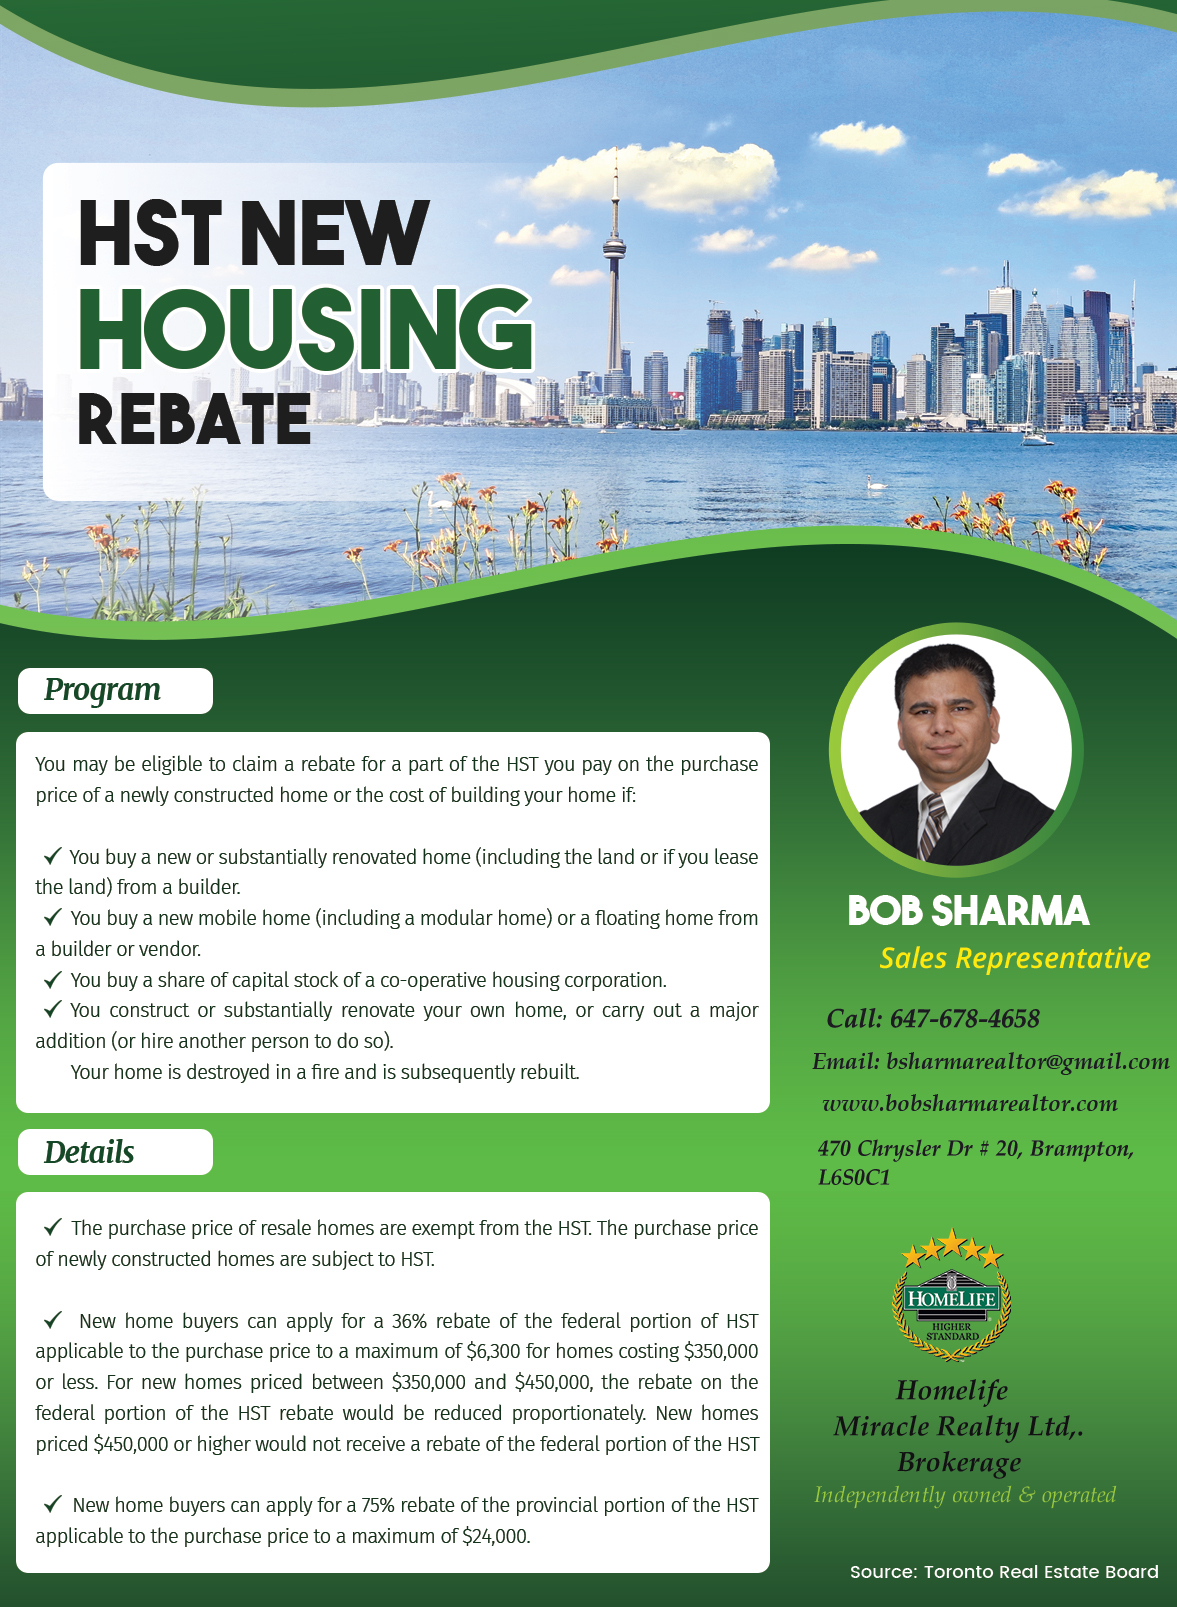 HST NEW
HOUSING
REBATE
Program
You may be eligible to claim a rebate for a part of the HST you pay on the purchase
price of a newly constructed home or the cost of building your home if:
✓ You buy a new or substantially renovated home (including the land or if you lease
the land) from a builder.
✓ You buy a new mobile home (including a modular home) or a floating home from
a builder or vendor.
✓ You buy a share of capital stock of a co-operative housing corporation.
✓ You construct or substantially renovate your own home, or carry out a major
addition (or hire another person to do so).
Your home is destroyed in a fire and is subsequently rebuilt.
Details
✓ The purchase price of resale homes are exempt from the HST. The purchase price
of newly constructed homes are subject to HST.
✓ New home buyers can apply for a 36% rebate of the federal portion of HST
applicable to the purchase price to a maximum of $6,300 for homes costing $350,000
or less. For new homes priced between $350,000 and $450,000, the rebate on the
federal portion of the HST rebate would be reduced proportionately. New homes
priced $450,000 or higher would not receive a rebate of the federal portion of the HST
✓ New home buyers can apply for a 75% rebate of the provincial portion of the HST
applicable to the purchase price to a maximum of $24,000.
BOB SHARMA
Sales Representative
Call: 647-678-4658
Email: bsharmarealtor@gmail.com
www.bobsharmarealtor.com
470 Chrysler Dr # 20, Brampton,
L6S0C1
HOMELIFE
HIGHER
STANDARD
Homelife
Miracle Realty Ltd,.
Brokerage
Independently owned & operated
Source: Toronto Real Estate Board